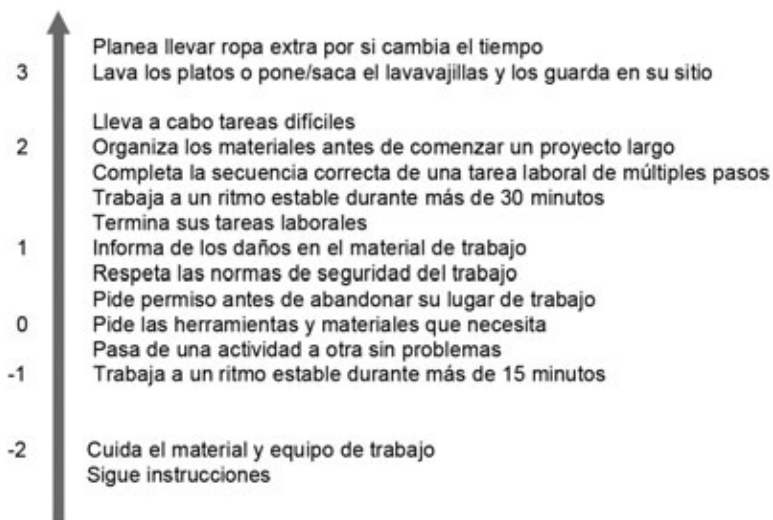 Planea llevar ropa extra por si cambia el tiempo
3 Lava los platos o pone/saca el lavavajillas y los guarda en su sitio
Lleva a cabo tareas difíciles
2 Organiza los materiales antes de comenzar un proyecto largo
Completa la secuencia correcta de una tarea laboral de múltiples pasos
Trabaja a un ritmo estable durante más de 30 minutos
Termina sus tareas laborales
1 Informa de los daños en el material de trabajo
Respeta las normas de seguridad del trabajo
Pide permiso antes de abandonar su lugar de trabajo
0 Pide las herramientas y materiales que necesita
Pasa de una actividad a otra sin problemas
-1 Trabaja a un ritmo estable durante más de 15 minutos
-2 Cuida el material y equipo de trabajo
Sigue instrucciones